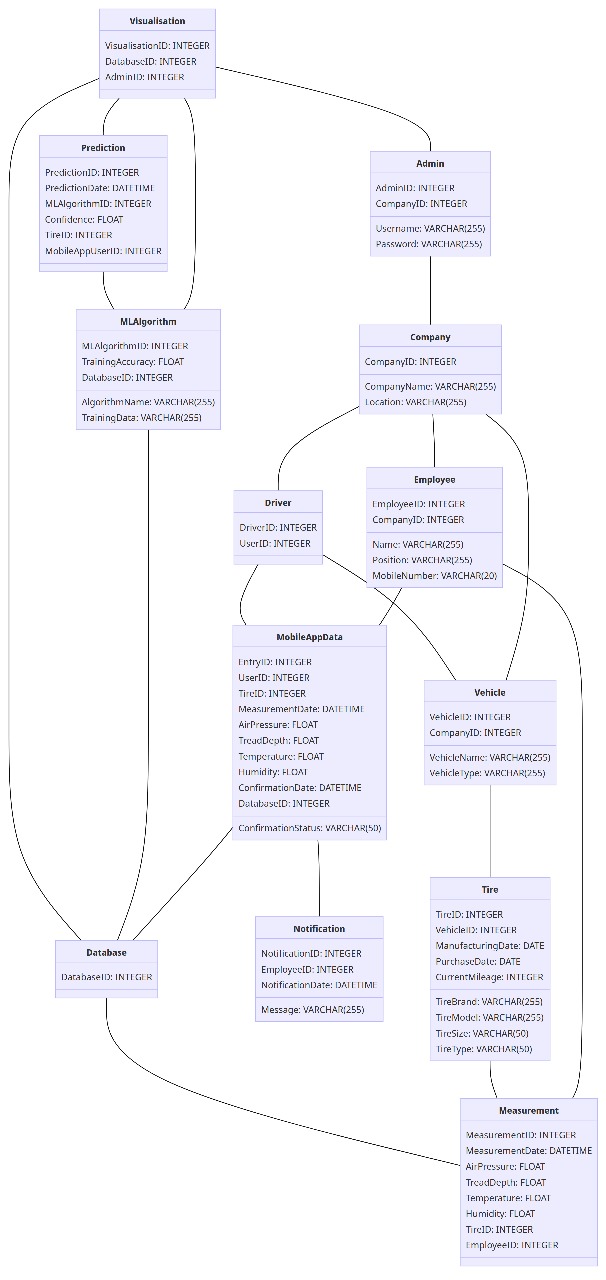 Visualisation
VisualisationID: INTEGER
DatabaseID: INTEGER
AdminID: INTEGER
Prediction
PredictionID: INTEGER
PredictionDate: DATETIME
MLAlgorithmID: INTEGER
Confidence: FLOAT
TireID: INTEGER
MobileAppUserID: INTEGER
Admin
AdminID: INTEGER
CompanyID: INTEGER
Username: VARCHAR(255)
Password: VARCHAR(255)
MLAlgorithm
MLAlgorithmID: INTEGER
TrainingAccuracy: FLOAT
DatabaseID: INTEGER
AlgorithmName: VARCHAR(255)
TrainingData: VARCHAR(255)
Company
CompanyID: INTEGER
CompanyName: VARCHAR(255)
Location: VARCHAR(255)
Driver
DriverID: INTEGER
UserID: INTEGER
Employee
EmployeeID: INTEGER
CompanyID: INTEGER
Name: VARCHAR(255)
Position: VARCHAR(255)
MobileNumber: VARCHAR(20)
MobileAppData
EntryID: INTEGER
UserID: INTEGER
TireID: INTEGER
MeasurementDate: DATETIME
AirPressure: FLOAT
TreadDepth: FLOAT
Temperature: FLOAT
Humidity: FLOAT
ConfirmationDate: DATETIME
DatabaseID: INTEGER
ConfirmationStatus: VARCHAR(50)
Vehicle
VehicleID: INTEGER
CompanyID: INTEGER
VehicleName: VARCHAR(255)
VehicleType: VARCHAR(255)
Database
DatabaseID: INTEGER
Notification
NotificationID: INTEGER
EmployeeID: INTEGER
NotificationDate: DATETIME
Message: VARCHAR(255)
Tire
TireID: INTEGER
VehicleID: INTEGER
ManufacturingDate: DATE
PurchaseDate: DATE
CurrentMileage: INTEGER
TireBrand: VARCHAR(255)
TireModel: VARCHAR(255)
TireSize: VARCHAR(50)
TireType: VARCHAR(50)
Measurement
MeasurementID: INTEGER
MeasurementDate: DATETIME
AirPressure: FLOAT
TreadDepth: FLOAT
Temperature: FLOAT
Humidity: FLOAT
TireID: INTEGER
EmployeeID: INTEGER